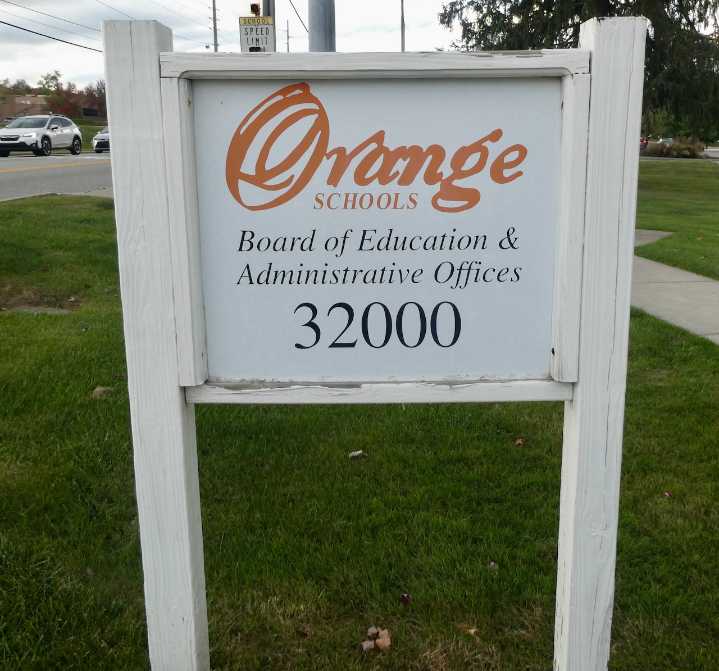 SCHOOL
SPEED
LIMIT
Orange
SCHOOLS
Board of Education &
Administrative Offices
32000